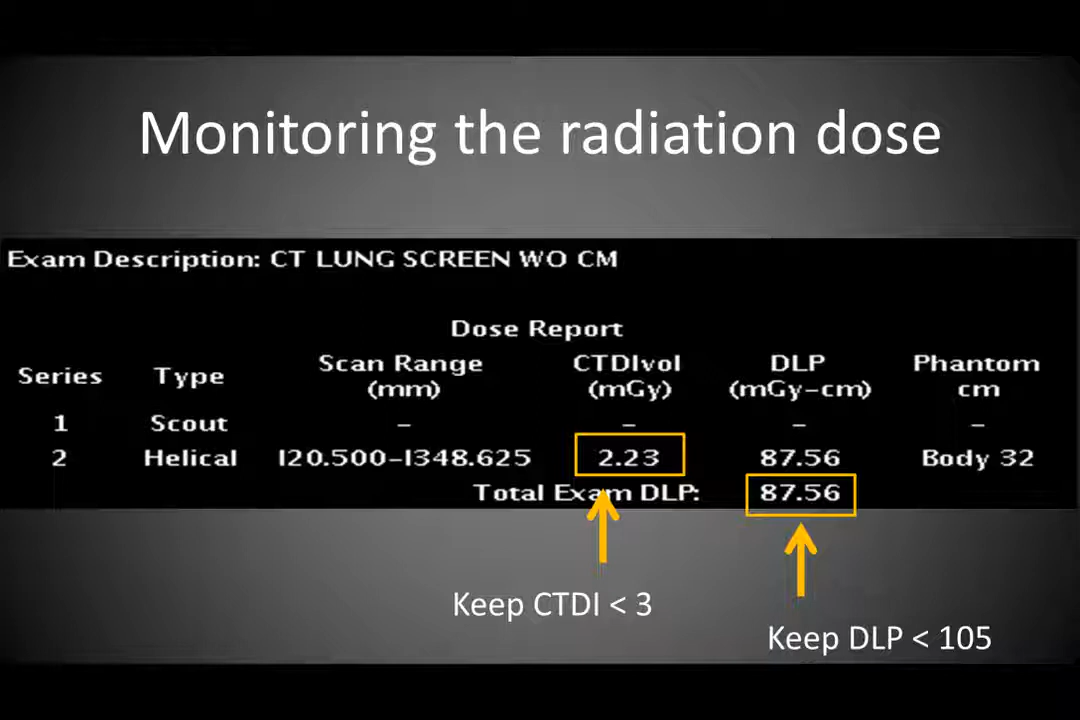 Monitoring the radiation dose
Exam Description: CT LUNG SCREEN WO CM
Dose Report
Series Type Scan Range (mm) CTDIvol (mGy) DLP (mGy-cm) Phantom cm
1 Scout – – – –
2 Helical I20.500-I348.625 2.23 87.56 Body 32
Total Exam DLP: 87.56
Keep CTDI < 3
Keep DLP < 105